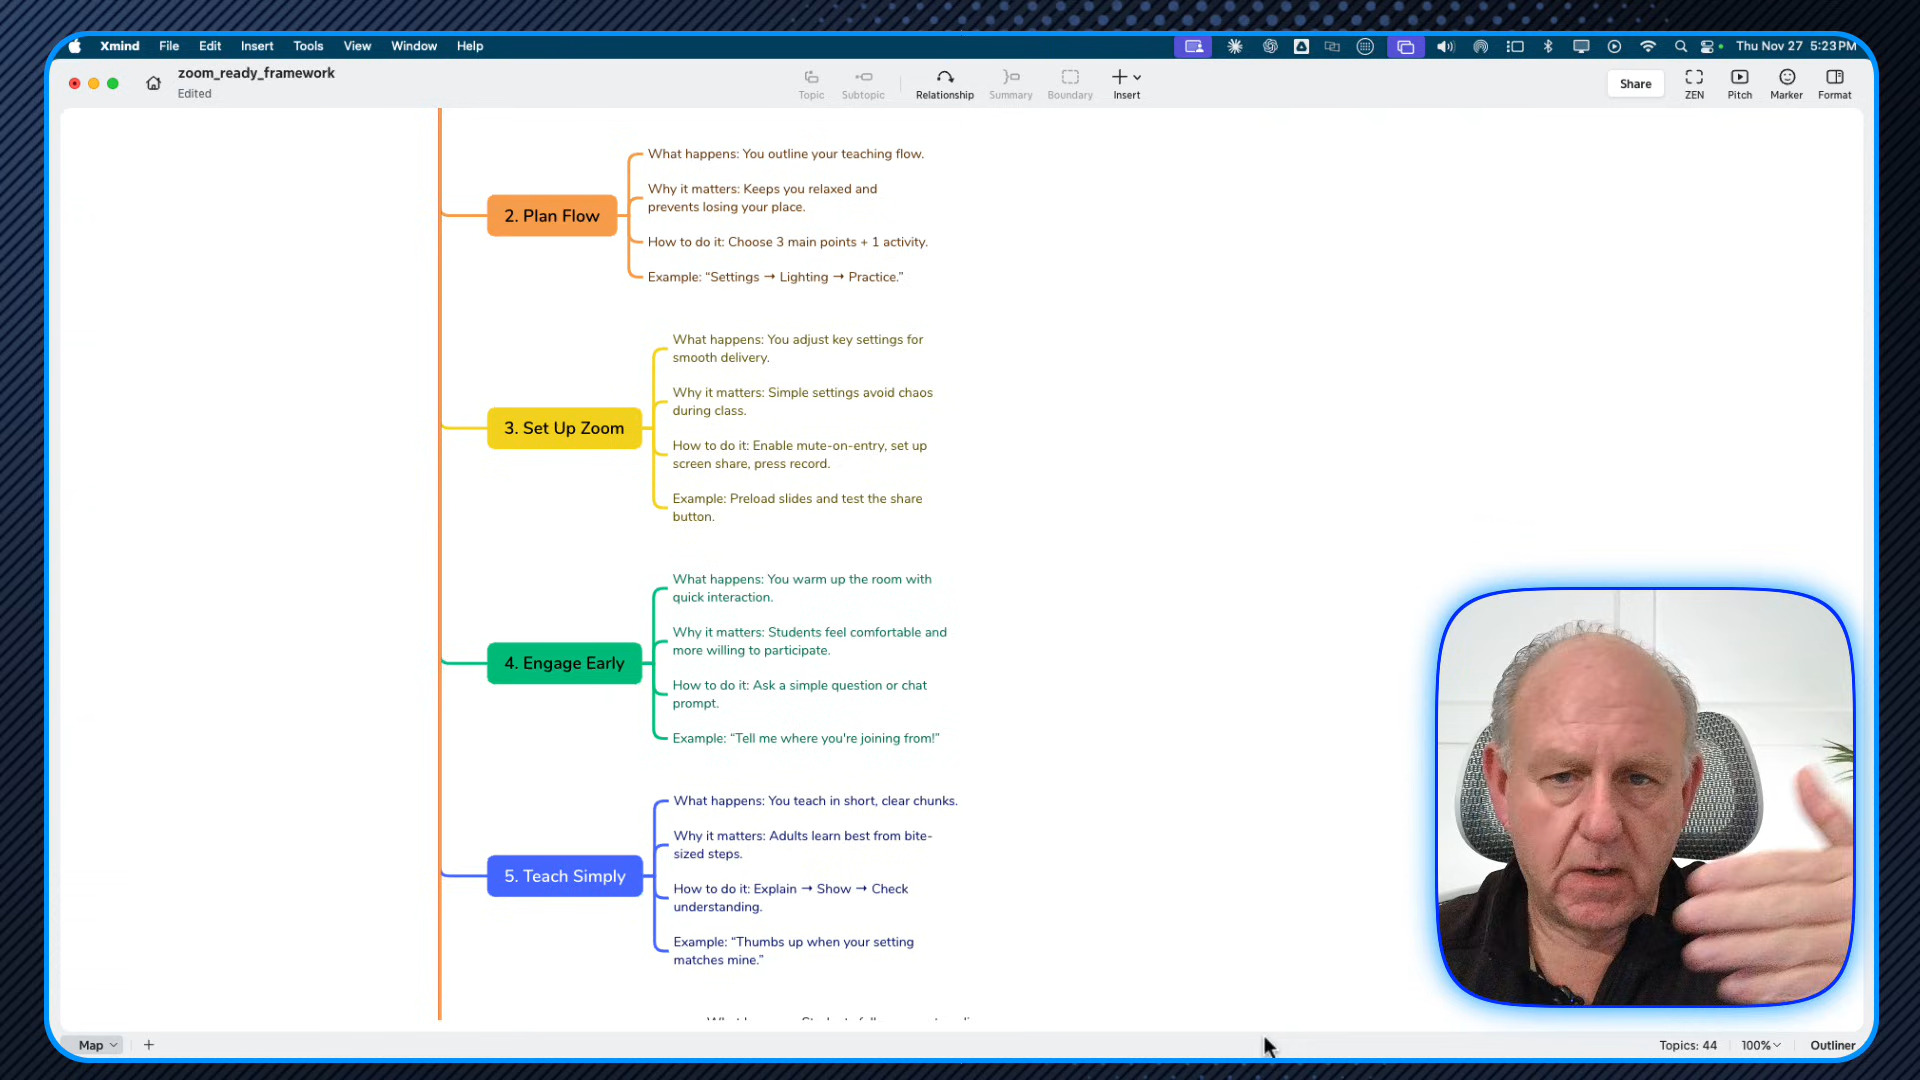 Xmind File Edit Insert Tools View Window Help
Thu Nov 27 5:23 PM
zoom_ready_framework
Edited
Topic Subtopic Relationship Summary Boundary Insert
Share ZEN Pitch Marker Format
2. Plan Flow
What happens: You outline your teaching flow.
Why it matters: Keeps you relaxed and
prevents losing your place.
How to do it: Choose 3 main points + 1 activity.
Example: “Settings → Lighting → Practice.”
3. Set Up Zoom
What happens: You adjust key settings for
smooth delivery.
Why it matters: Simple settings avoid chaos
during class.
How to do it: Enable mute-on-entry, set up
screen share, press record.
Example: Preload slides and test the share
button.
4. Engage Early
What happens: You warm up the room with
quick interaction.
Why it matters: Students feel comfortable and
more willing to participate.
How to do it: Ask a simple question or chat
prompt.
Example: “Tell me where you're joining from!”
5. Teach Simply
What happens: You teach in short, clear chunks.
Why it matters: Adults learn best from bite-
sized steps.
How to do it: Explain → Show → Check
understanding.
Example: “Thumbs up when your setting
matches mine.”
Map
Topics: 44 100% Outliner